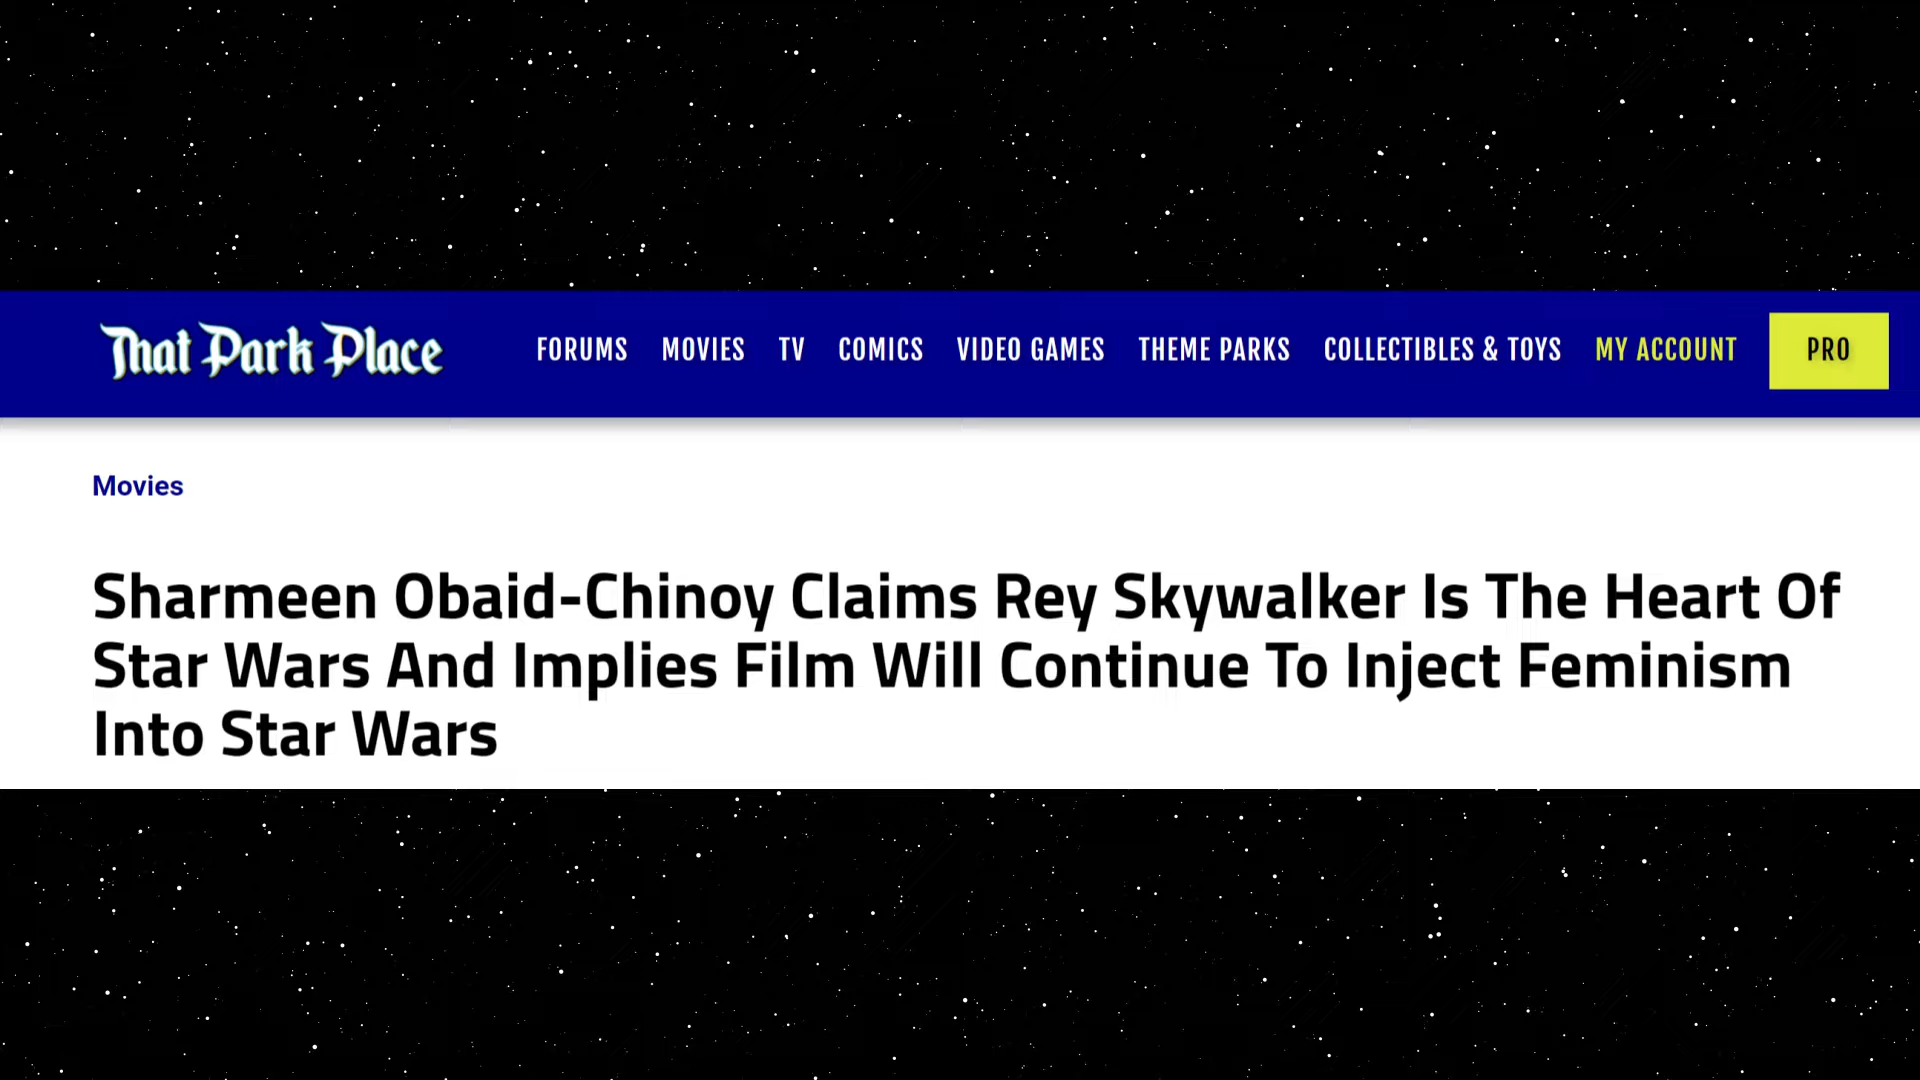 That Park Place FORUMS MOVIES TV COMICS VIDEO GAMES THEME PARKS COLLECTIBLES & TOYS MY ACCOUNT PRO
Movies
Sharmeen Obaid-Chinoy Claims Rey Skywalker Is The Heart Of
Star Wars And Implies Film Will Continue To Inject Feminism
Into Star Wars